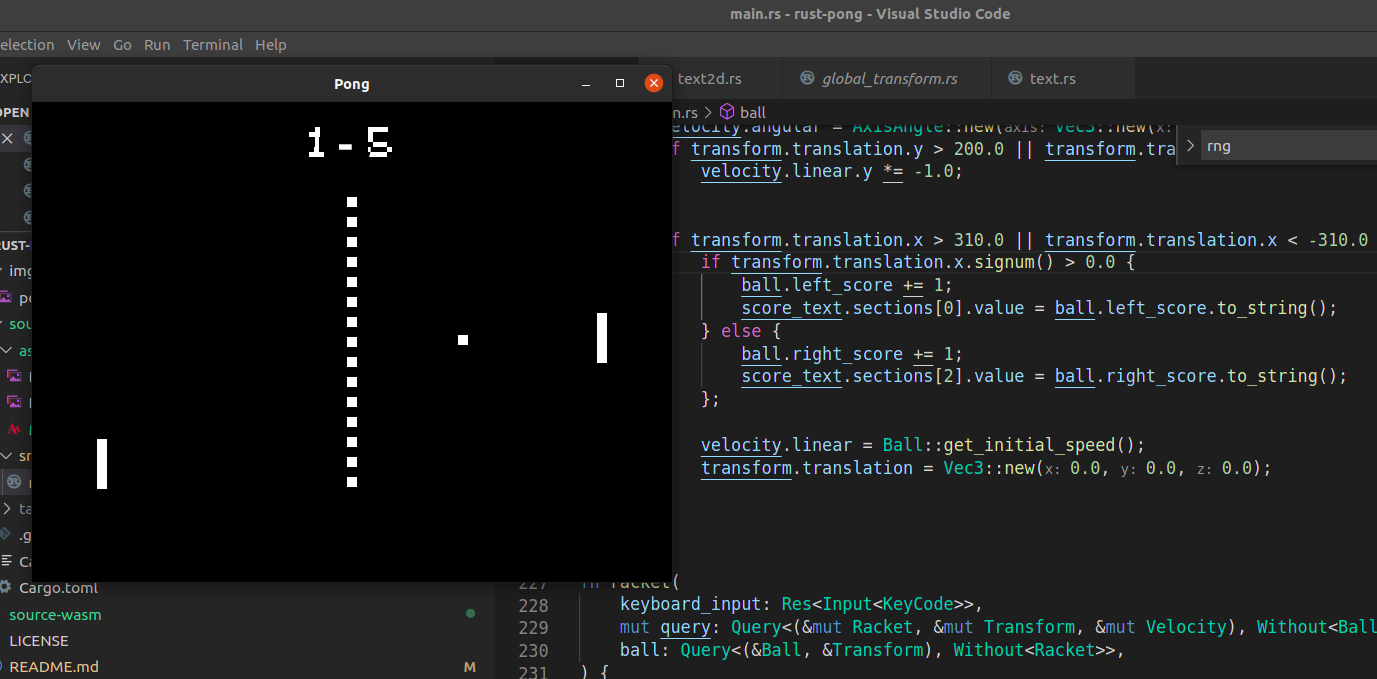 main.rs - rust-pong - Visual Studio Code
election View Go Run Terminal Help
XPLO
Pong
text2d.rs global_transform.rs text.rs
OPEN
n.rs > ball
1 - 5
elocity.angular = AxisAngle::new(axis: Vec3::new(x:
rng
f transform.translation.y > 200.0 || transform.tra
velocity.linear.y *= -1.0;
f transform.translation.x > 310.0 || transform.translation.x < -310.0
if transform.translation.x.signum() > 0.0 {
ball.left_score += 1;
score_text.sections[0].value = ball.left_score.to_string();
} else {
ball.right_score += 1;
score_text.sections[2].value = ball.right_score.to_string();
};
velocity.linear = Ball::get_initial_speed();
transform.translation = Vec3::new(x: 0.0, y: 0.0, z: 0.0);
RUST-
img
po
sou
as
sr
ta
.g
Ca
Cargo.toml
source-wasm
LICENSE
README.md M
227 fn racket(
228 keyboard_input: Res<Input<KeyCode>>,
229 mut query: Query<(&mut Racket, &mut Transform, &mut Velocity), Without<Ball
230 ball: Query<(&Ball, &Transform), Without<Racket>>,
231 ) {